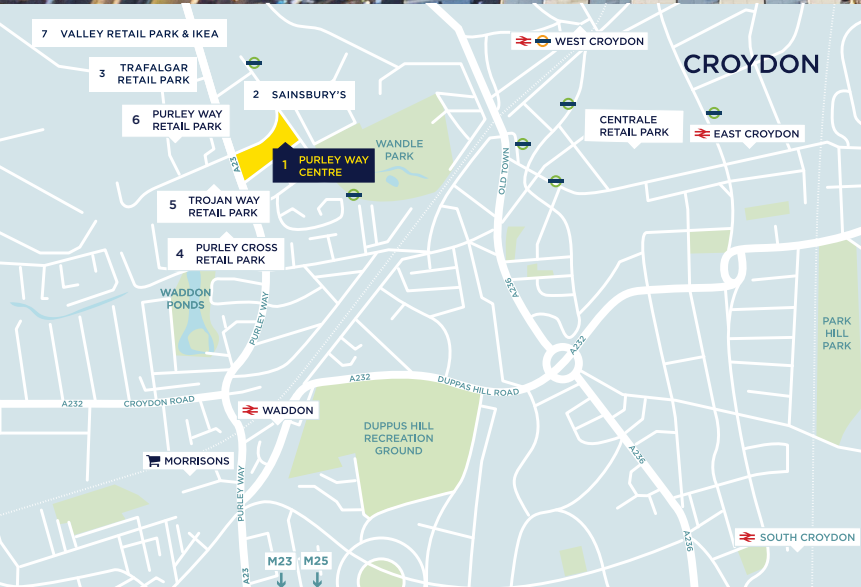 7 VALLEY RETAIL PARK & IKEA
WEST CROYDON
CROYDON
3 TRAFALGAR
RETAIL PARK
2 SAINSBURY'S
6 PURLEY WAY
RETAIL PARK
CENTRALE
RETAIL PARK
EAST CROYDON
WANDLE
PARK
A23
1 PURLEY WAY
CENTRE
OLD TOWN
5 TROJAN WAY
RETAIL PARK
4 PURLEY CROSS
RETAIL PARK
WADDON
PONDS
PURLEY WAY
A236
PARK
HILL
PARK
A232
A232
DUPPAS HILL ROAD
A232
CROYDON ROAD
WADDON
DUPPUS HILL
RECREATION
GROUND
MORRISONS
A236
PURLEY WAY
A236
SOUTH CROYDON
M23
M25
A23